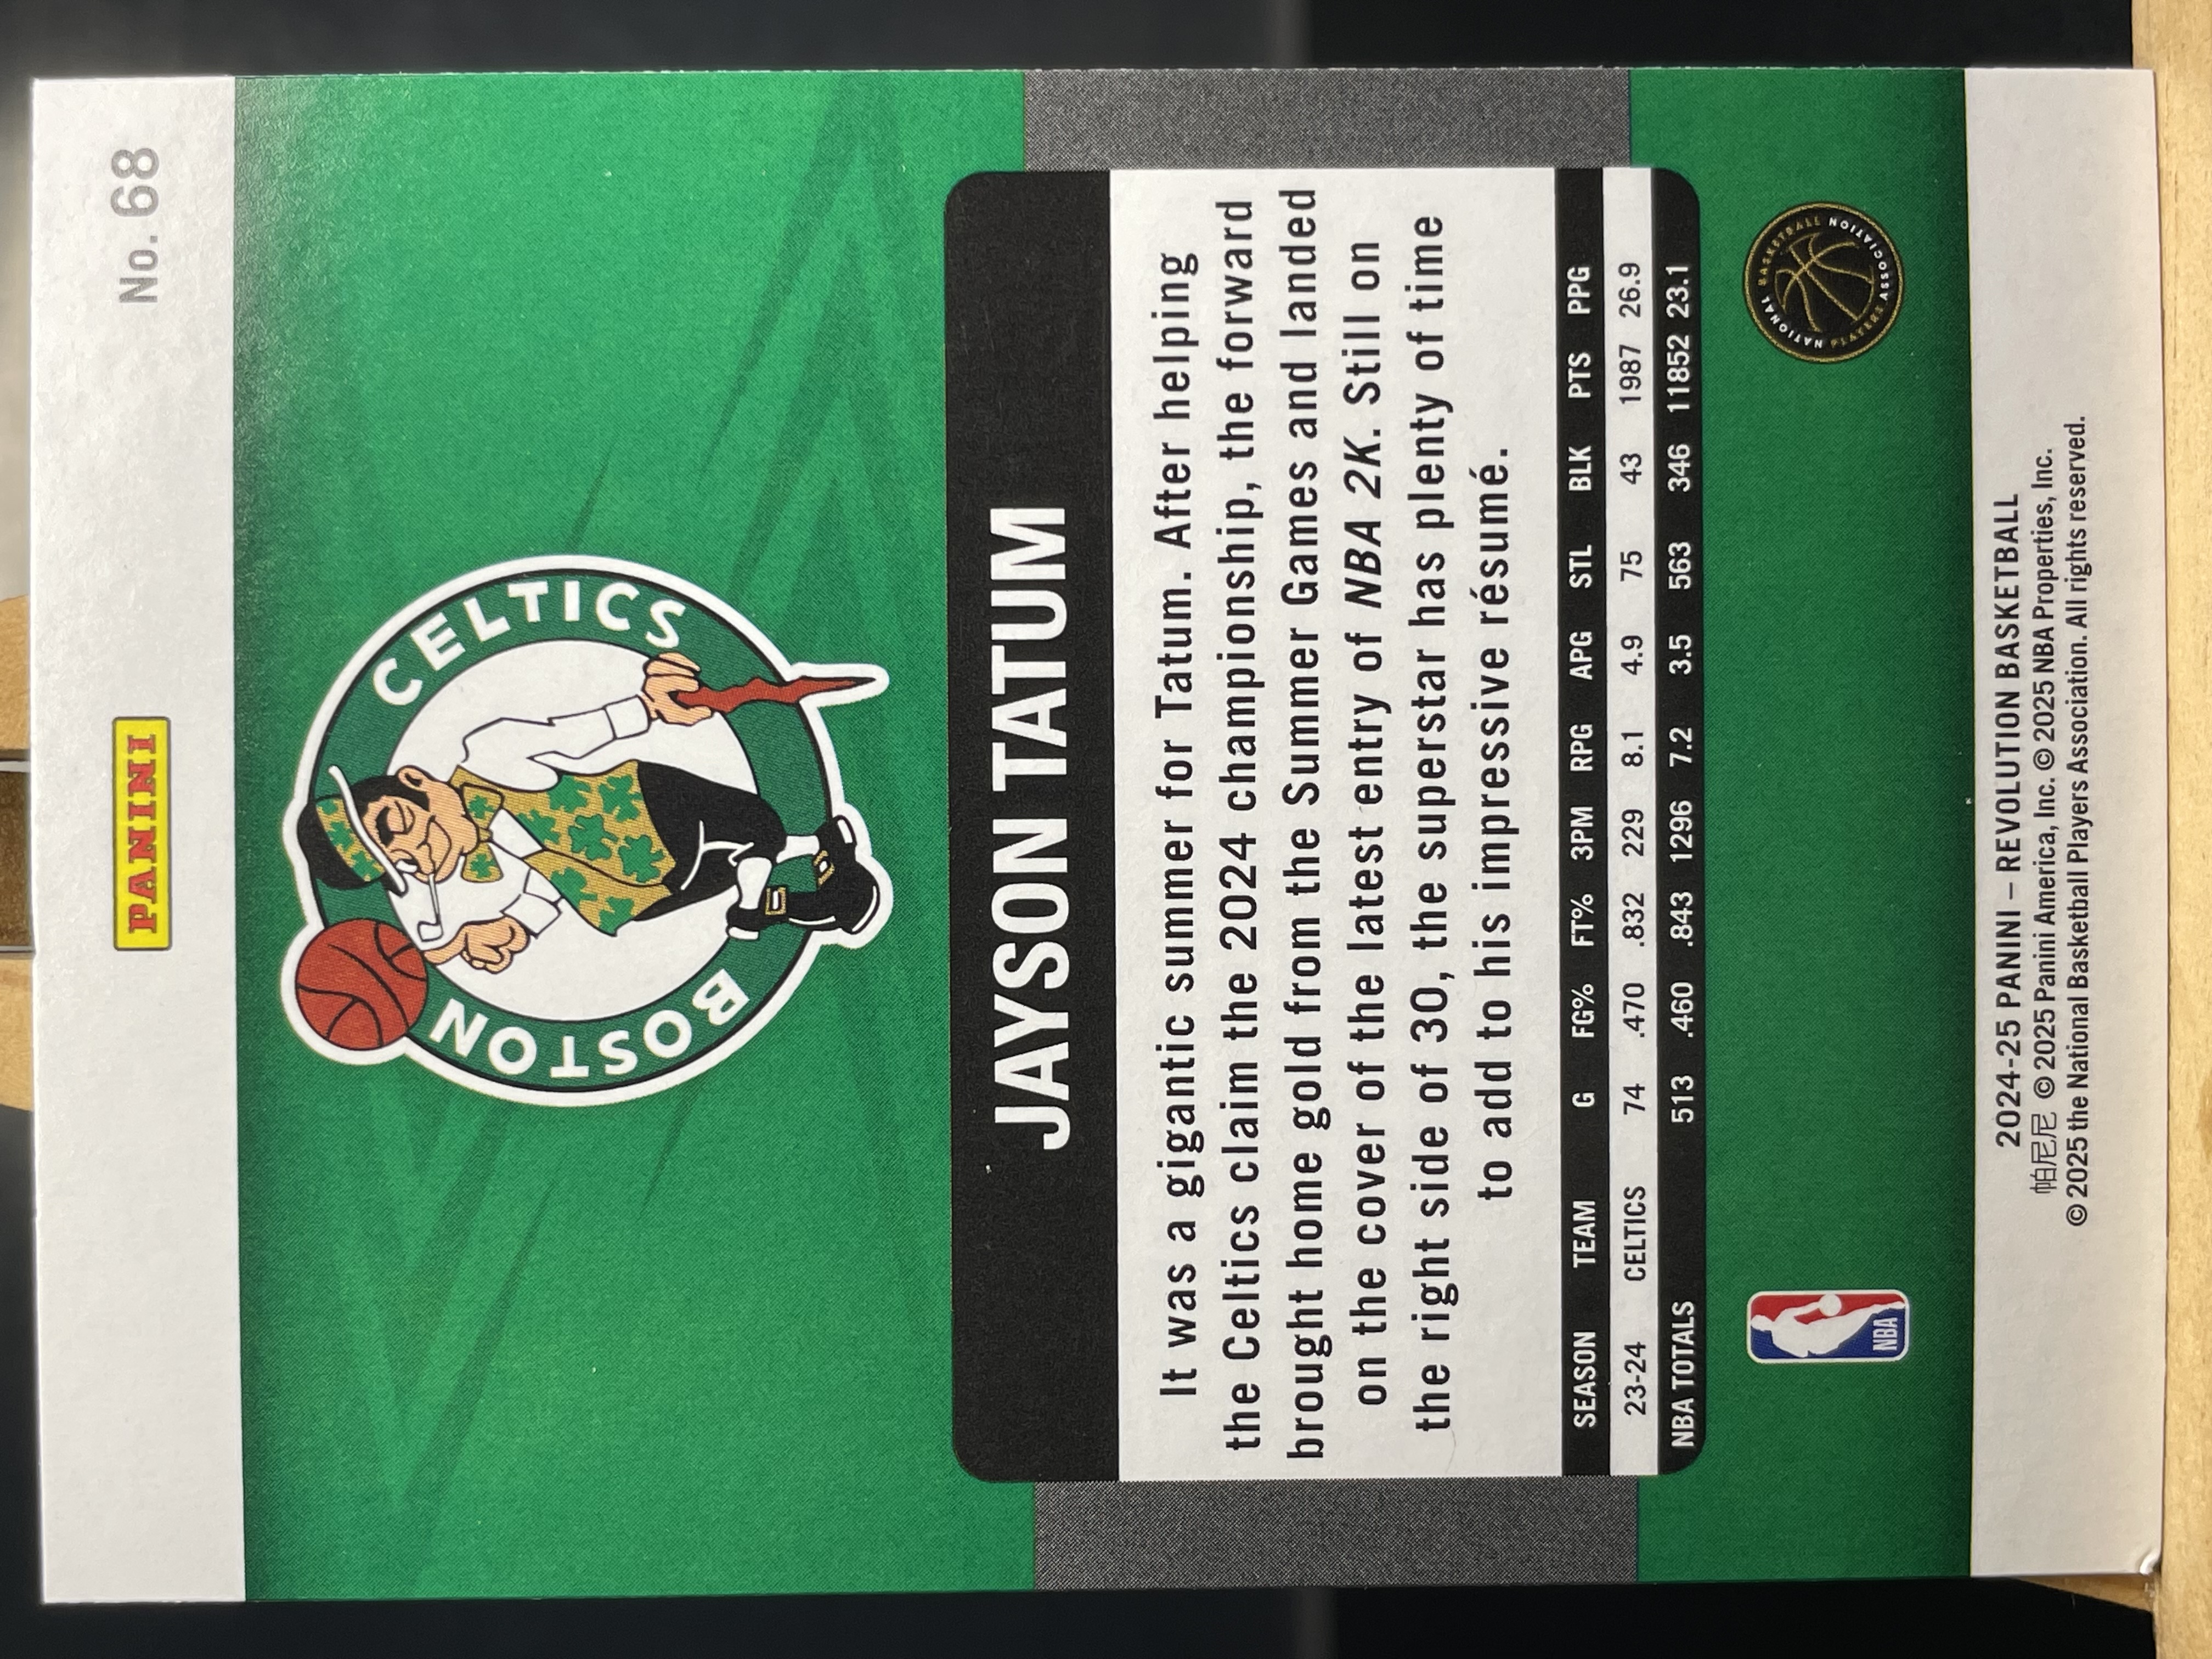 No. 68
PANINI
BOSTON CELTICS
JAYSON TATUM
It was a gigantic summer for Tatum. After helping
the Celtics claim the 2024 championship, the forward
brought home gold from the Summer Games and landed
on the cover of the latest entry of NBA 2K. Still on
the right side of 30, the superstar has plenty of time
to add to his impressive résumé.
SEASON TEAM G FG% FT% 3PM RPG APG STL BLK PTS PPG
23-24 CELTICS 74 .470 .832 229 8.1 4.9 75 43 1987 26.9
NBA TOTALS 513 .460 .843 1296 7.2 3.5 563 346 11852 23.1
NBA
NATIONAL BASKETBALL PLAYERS ASSOCIATION
2024-25 PANINI – REVOLUTION BASKETBALL
帕尼尼 © 2025 Panini America, Inc. © 2025 NBA Properties, Inc.
© 2025 the National Basketball Players Association. All rights reserved.